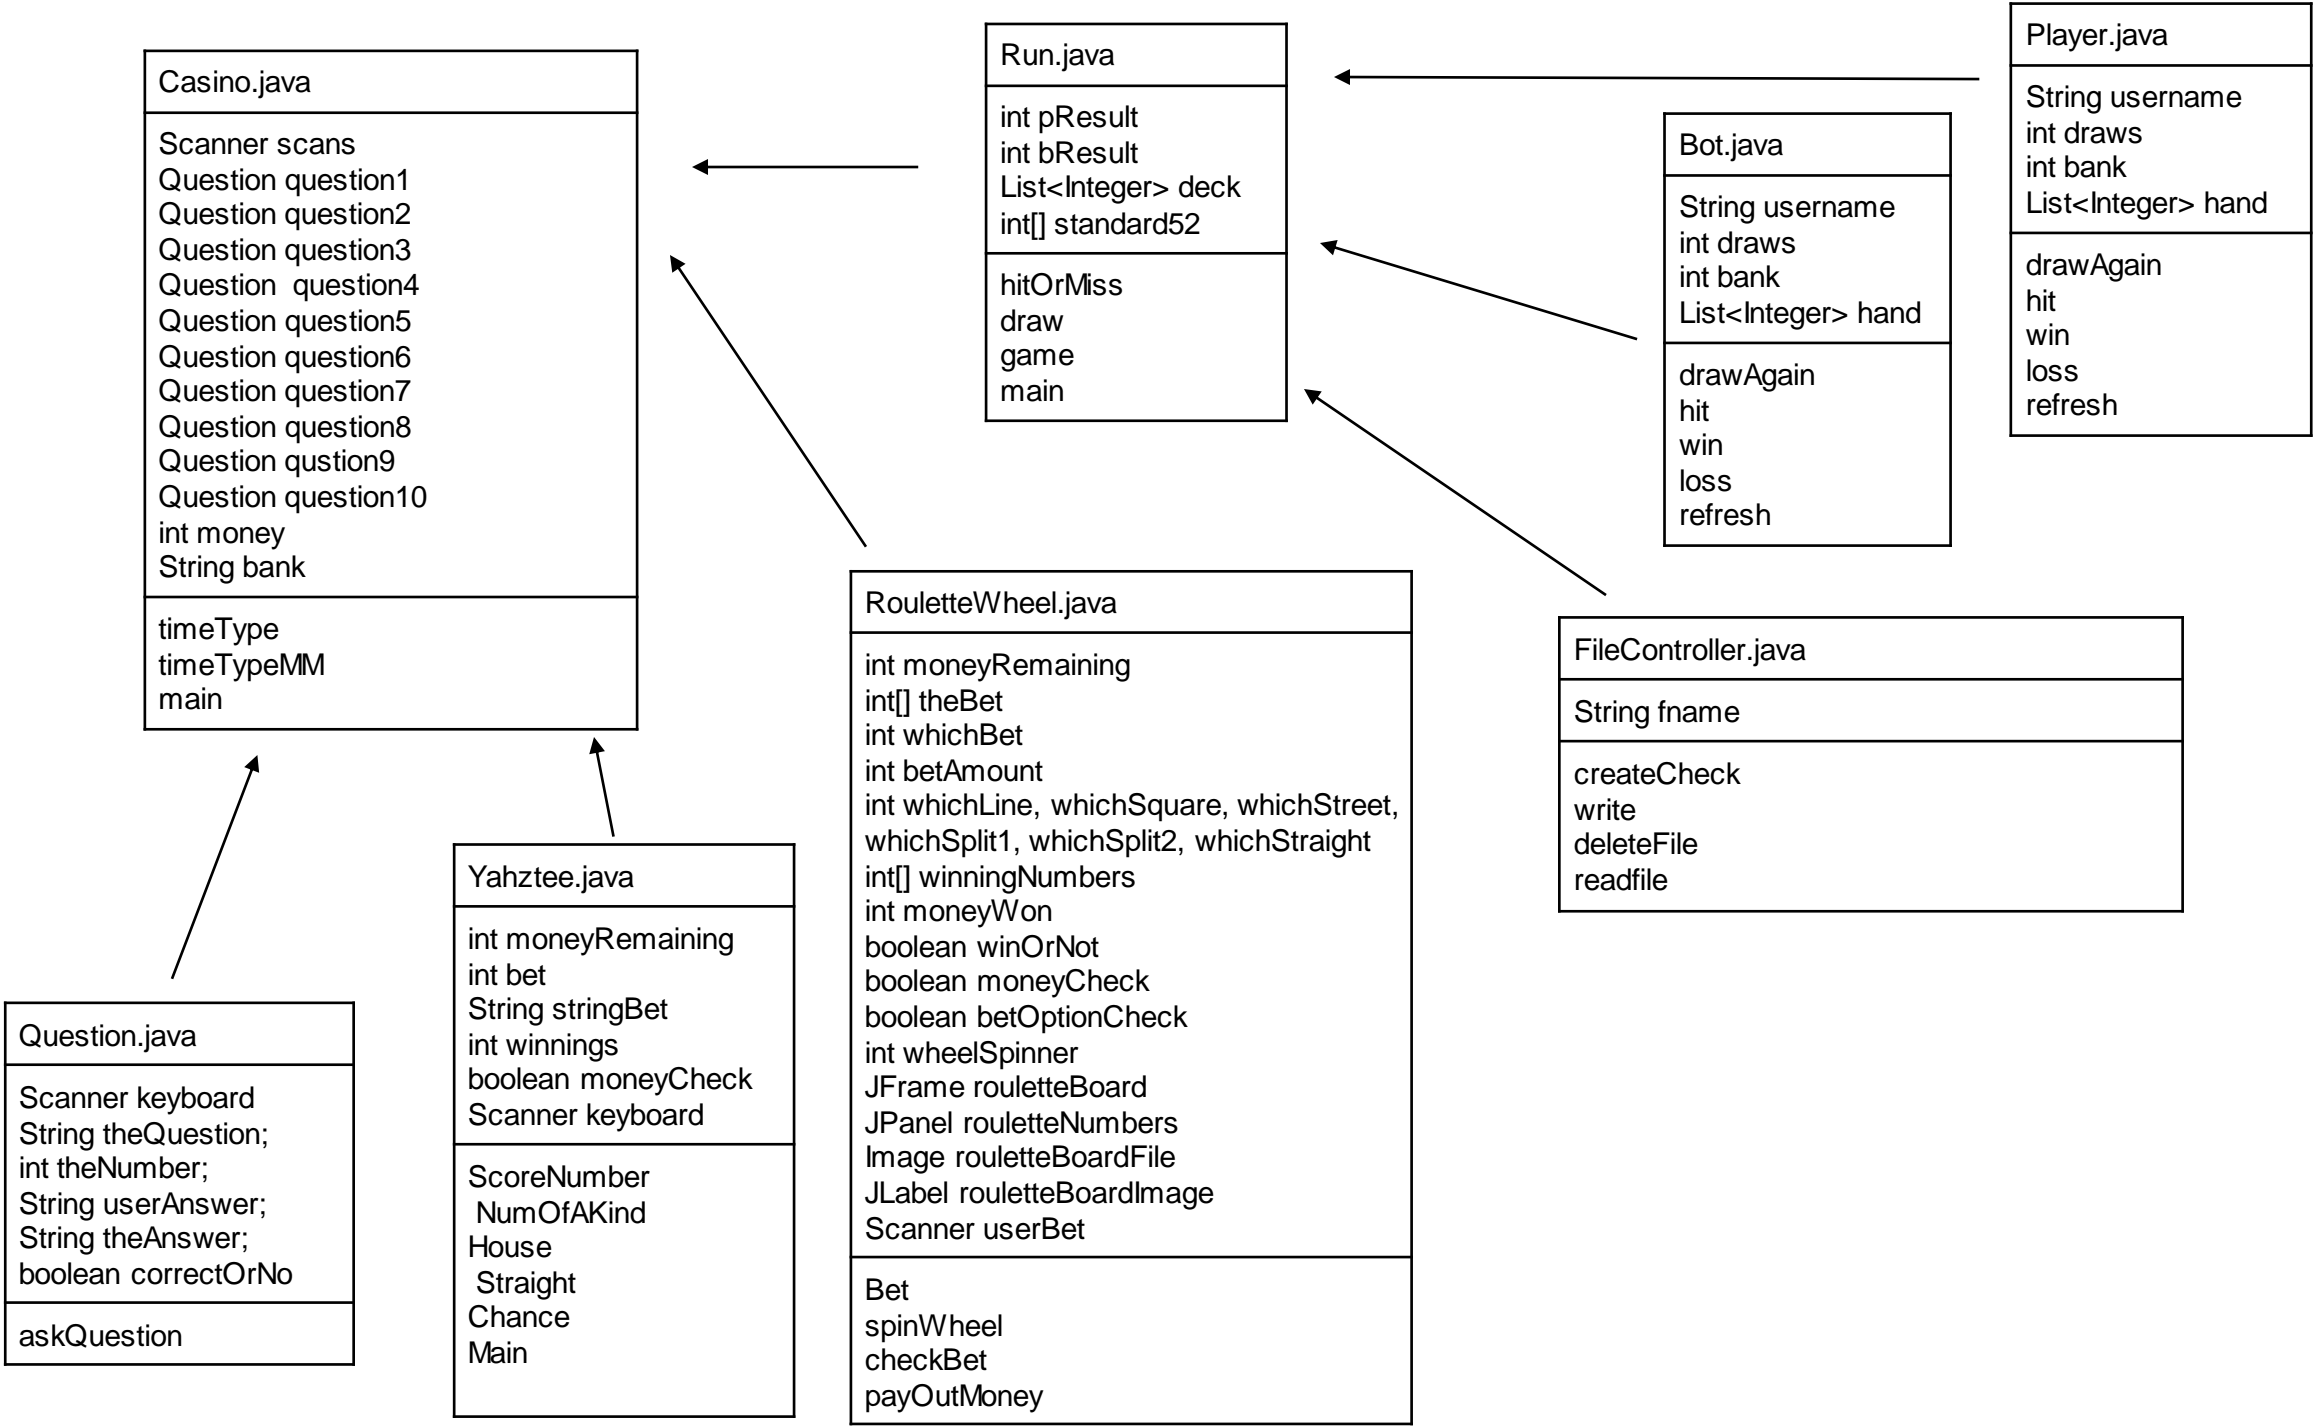 Casino.java
Scanner scans
Question question1
Question question2
Question question3
Question  question4
Question question5
Question question6
Question question7
Question question8
Question qustion9
Question question10
int money
String bank
timeType
timeTypeMM
main
Run.java
int pResult
int bResult
List<Integer> deck
int[] standard52
hitOrMiss
draw
game
main
Player.java
String username
int draws
int bank
List<Integer> hand
drawAgain
hit
win
loss
refresh
Bot.java
String username
int draws
int bank
List<Integer> hand
drawAgain
hit
win
loss
refresh
RouletteWheel.java
int moneyRemaining
int[] theBet
int whichBet
int betAmount
int whichLine, whichSquare, whichStreet,
whichSplit1, whichSplit2, whichStraight
int[] winningNumbers
int moneyWon
boolean winOrNot
boolean moneyCheck
boolean betOptionCheck
int wheelSpinner
JFrame rouletteBoard
JPanel rouletteNumbers
Image rouletteBoardFile
JLabel rouletteBoardImage
Scanner userBet
Bet
spinWheel
checkBet
payOutMoney
FileController.java
String fname
createCheck
write
deleteFile
readfile
Yahztee.java
int moneyRemaining
int bet
String stringBet
int winnings
boolean moneyCheck
Scanner keyboard
ScoreNumber
NumOfAKind
House
Straight
Chance
Main
Question.java
Scanner keyboard
String theQuestion;
int theNumber;
String userAnswer;
String theAnswer;
boolean correctOrNo
askQuestion